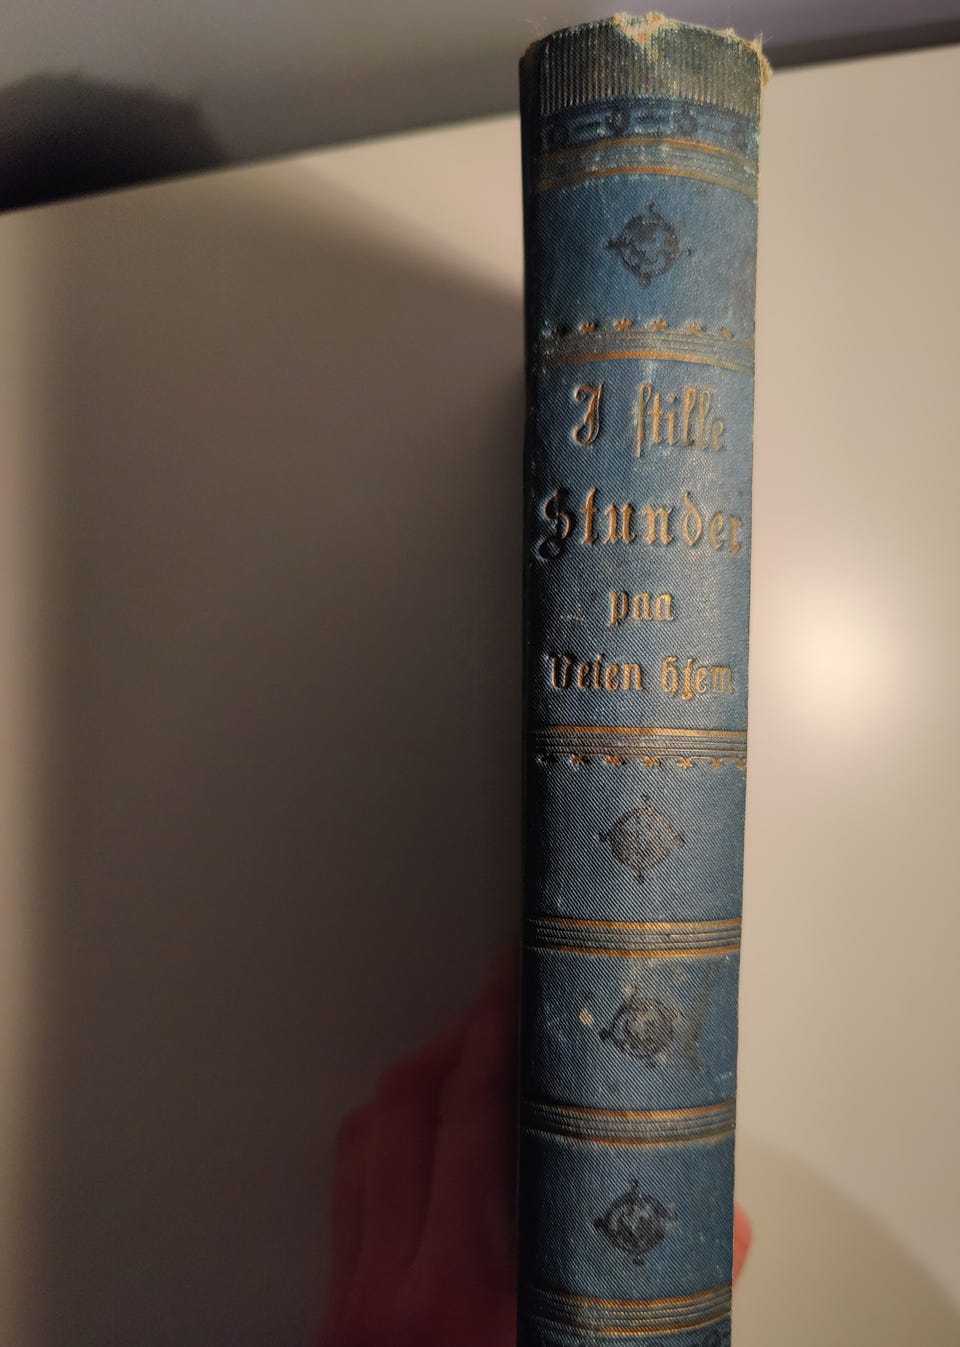 I stille
Stunder
paa
Veien hjem